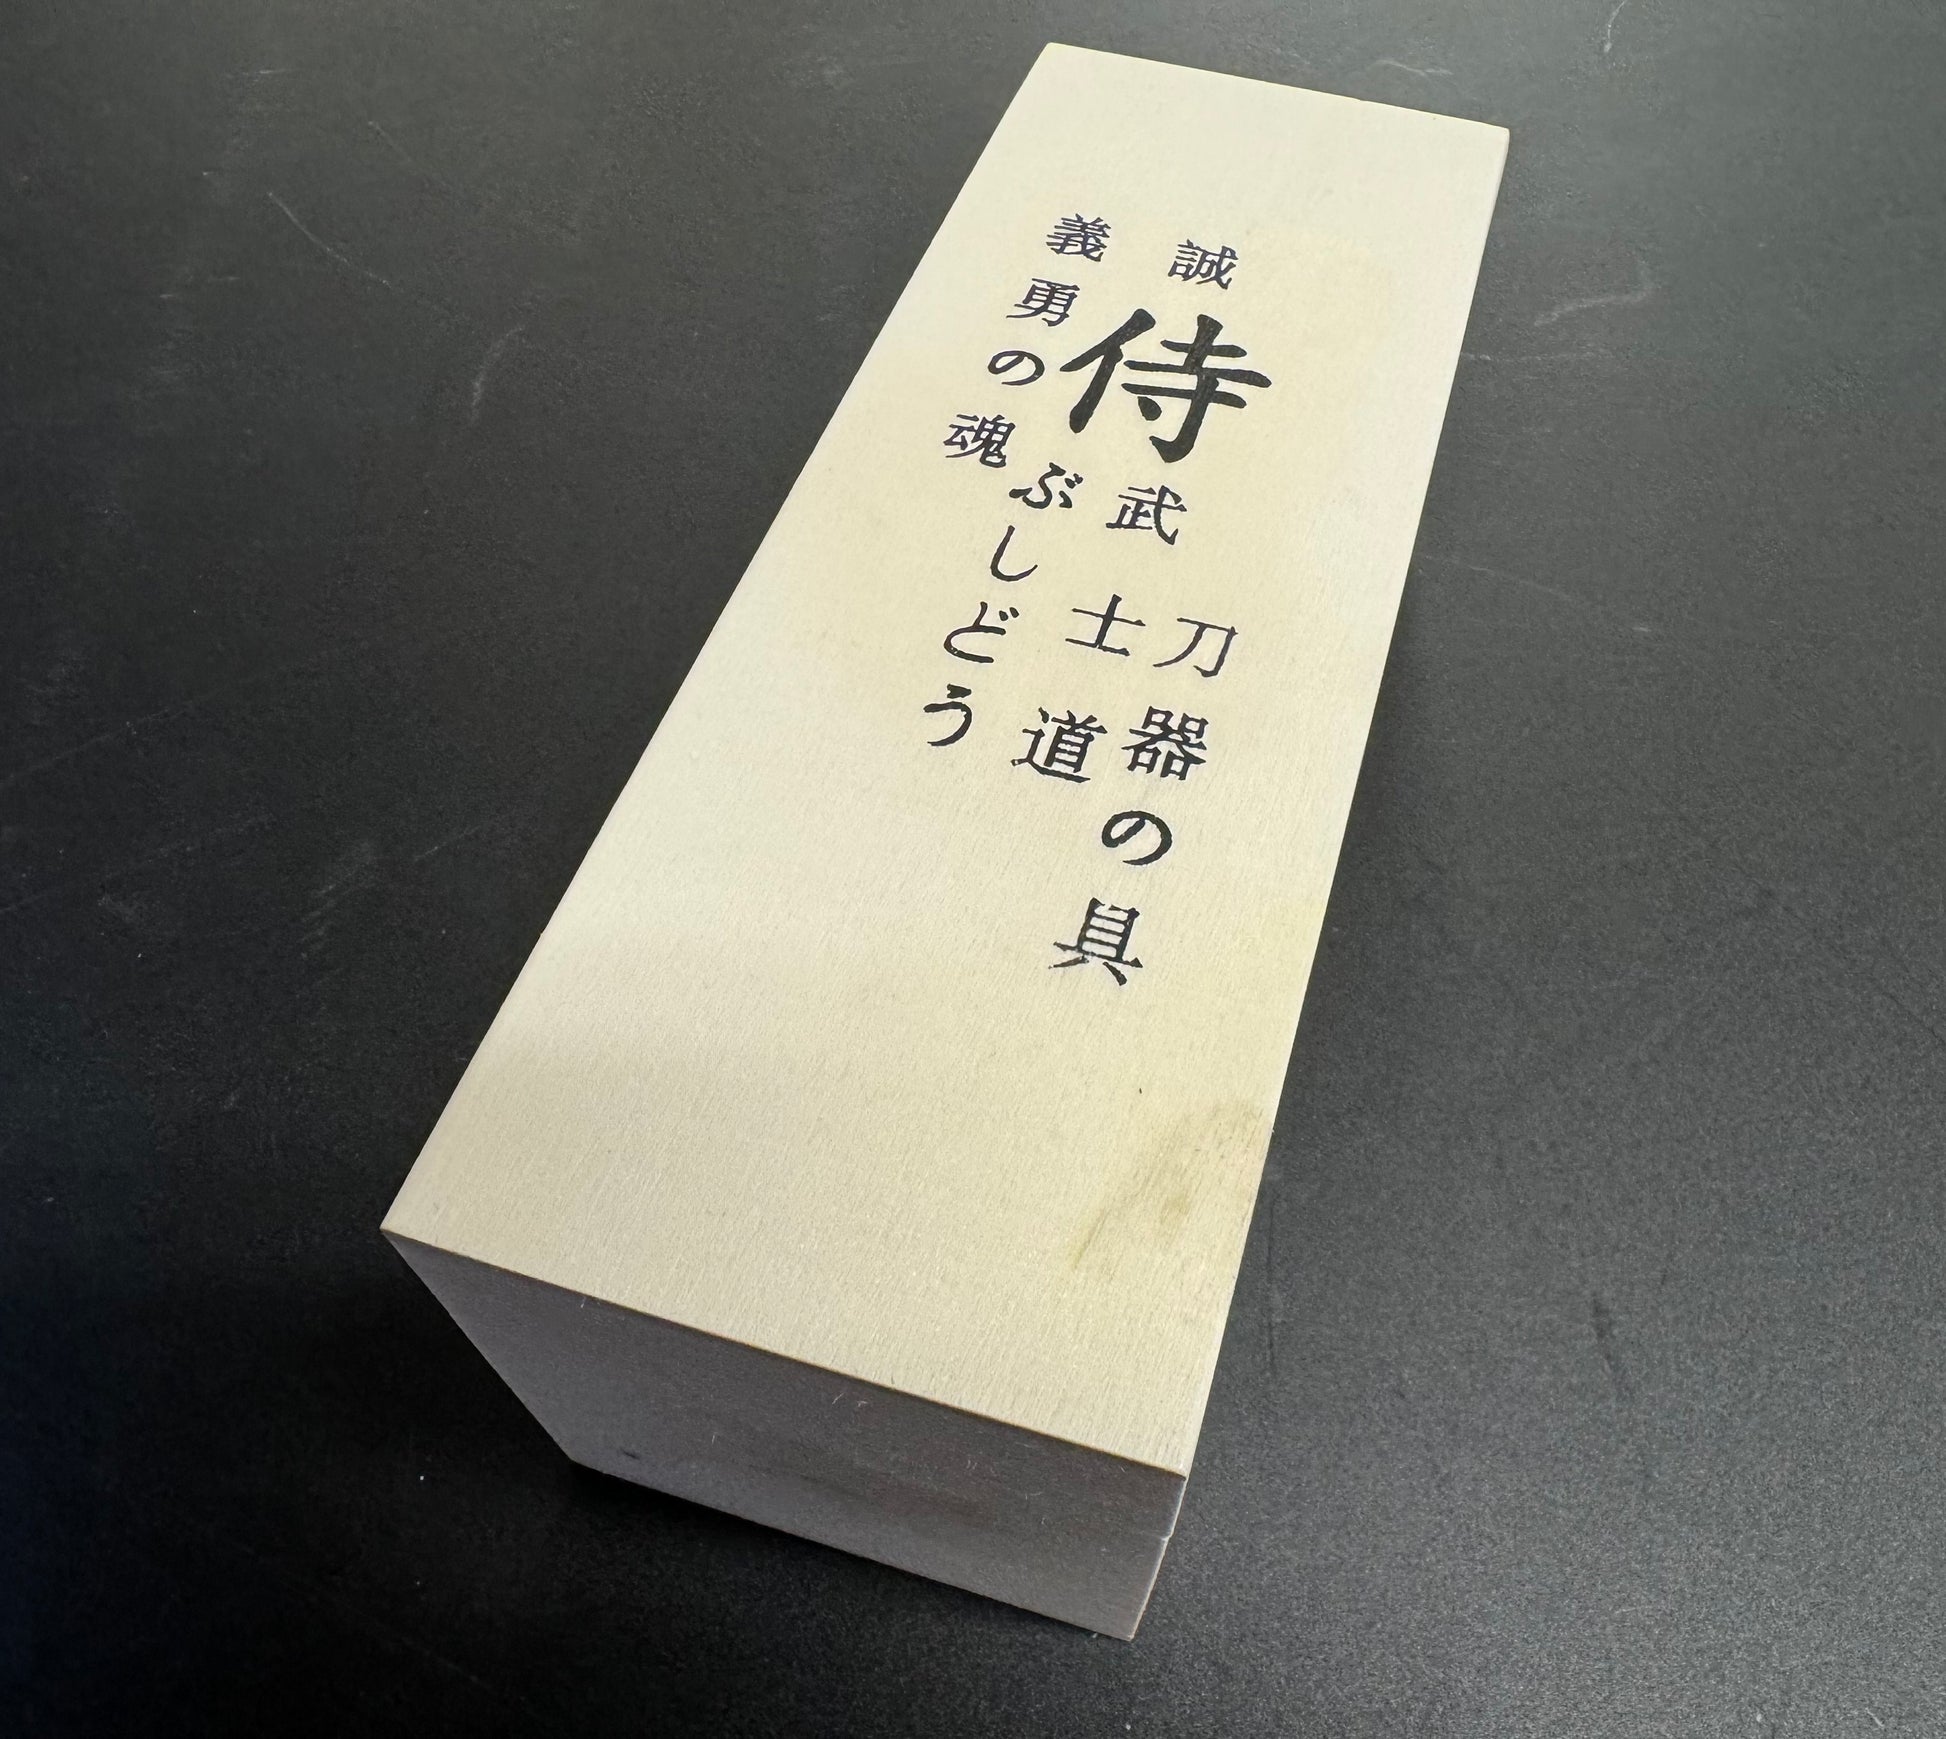 誠
侍
刀器の具
武士道
ぶしどう
義勇の魂